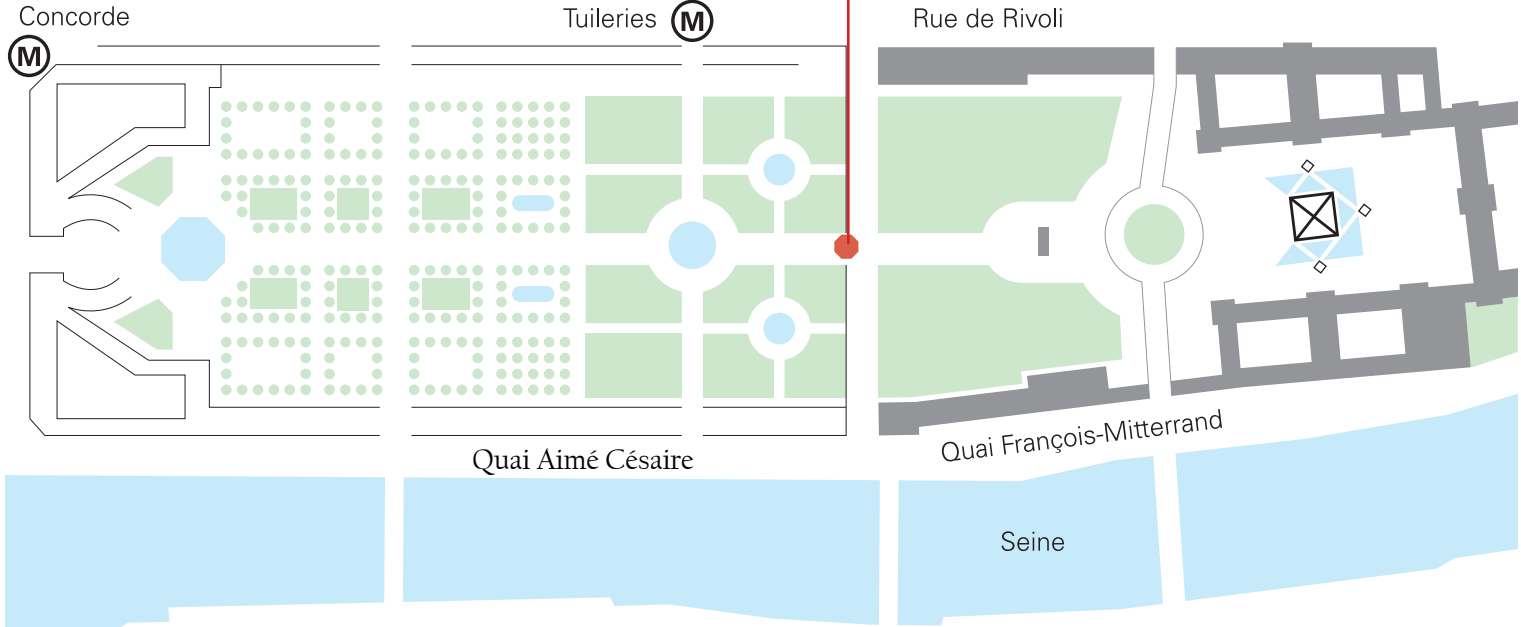 Concorde
M
Tuileries M
Rue de Rivoli
Quai François-Mitterrand
Quai Aimé Césaire
Seine